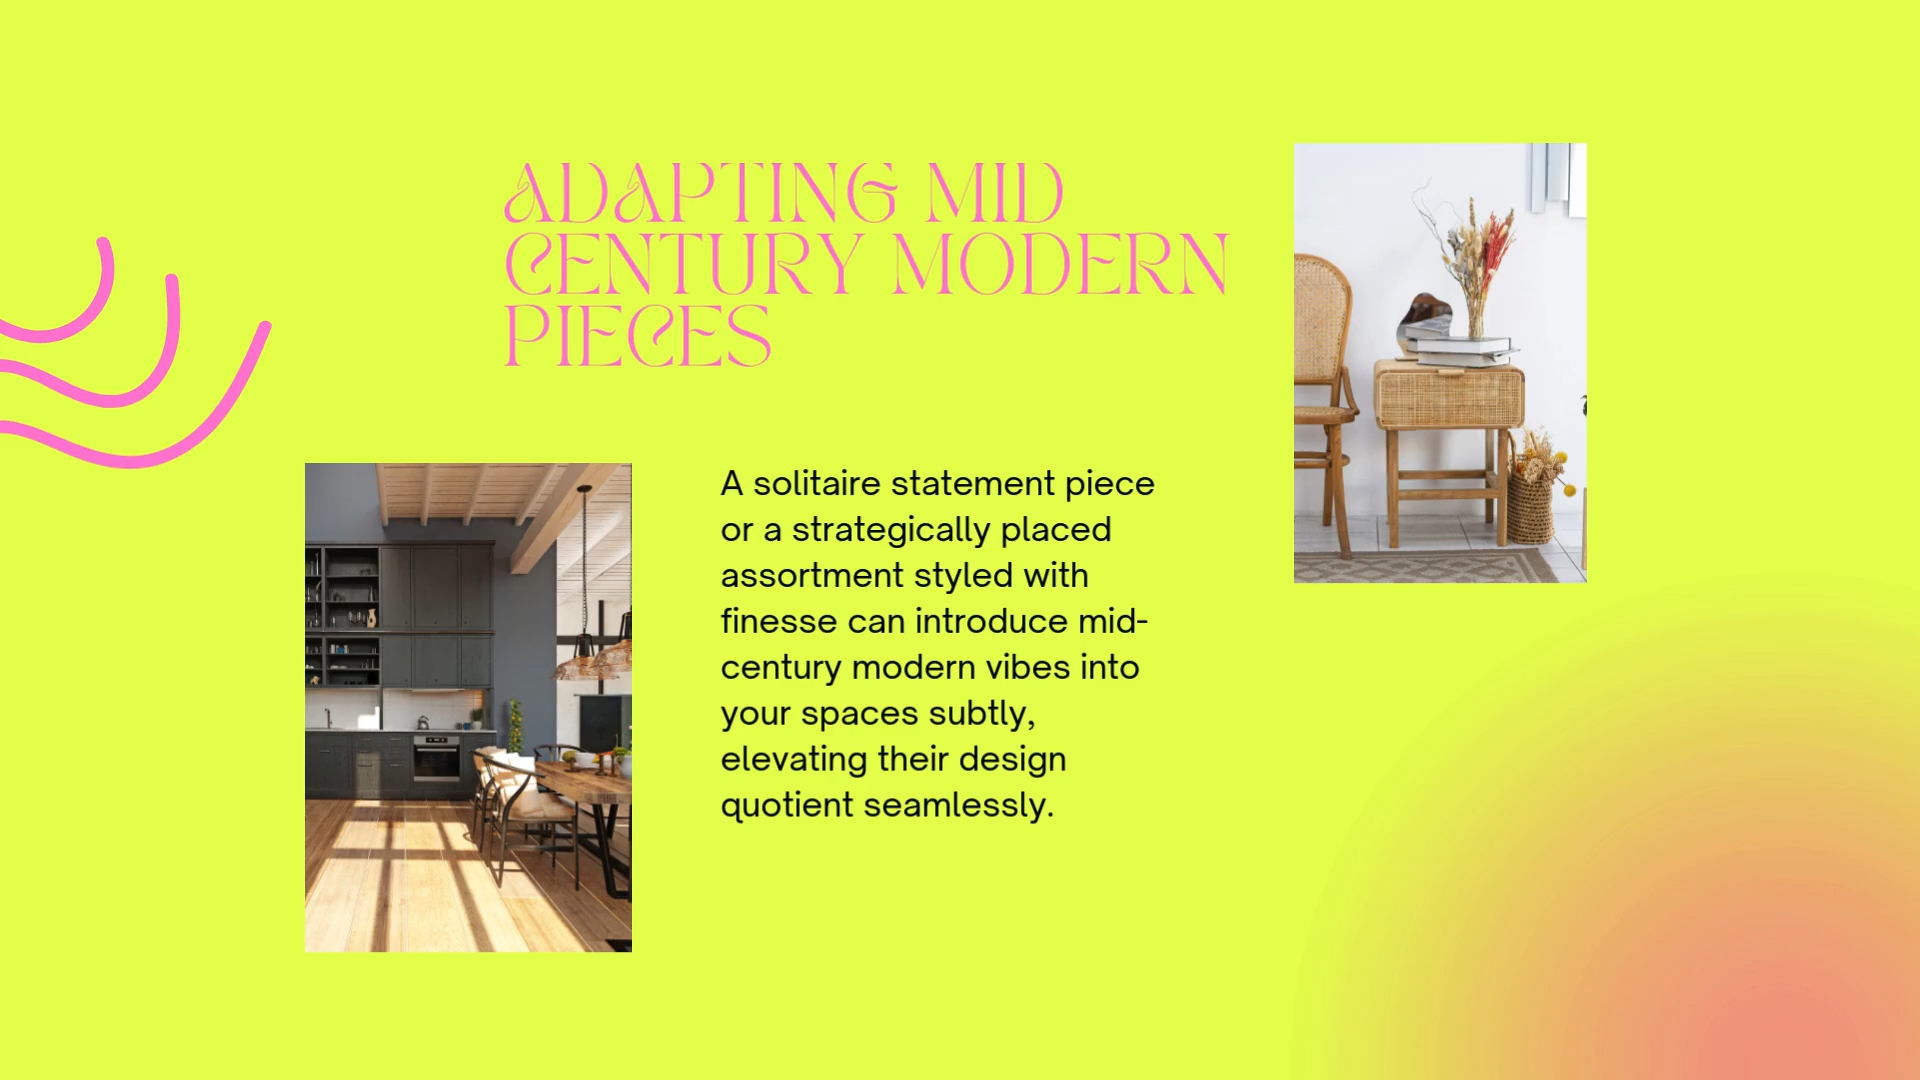 ADAPTING MID
CENTURY MODERN
PIECES
A solitaire statement piece
or a strategically placed
assortment styled with
finesse can introduce mid-
century modern vibes into
your spaces subtly,
elevating their design
quotient seamlessly.